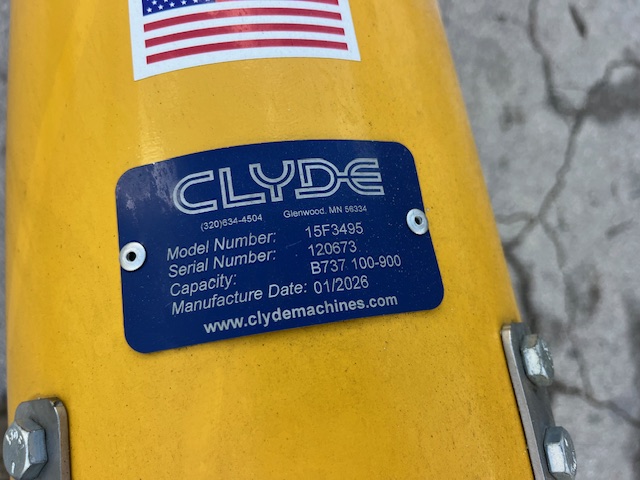 CLYDE
(320)634-4504 Glenwood, MN 56334
Model Number: 15F3495
Serial Number: 120673
Capacity: B737 100-900
Manufacture Date: 01/2026
www.clydemachines.com